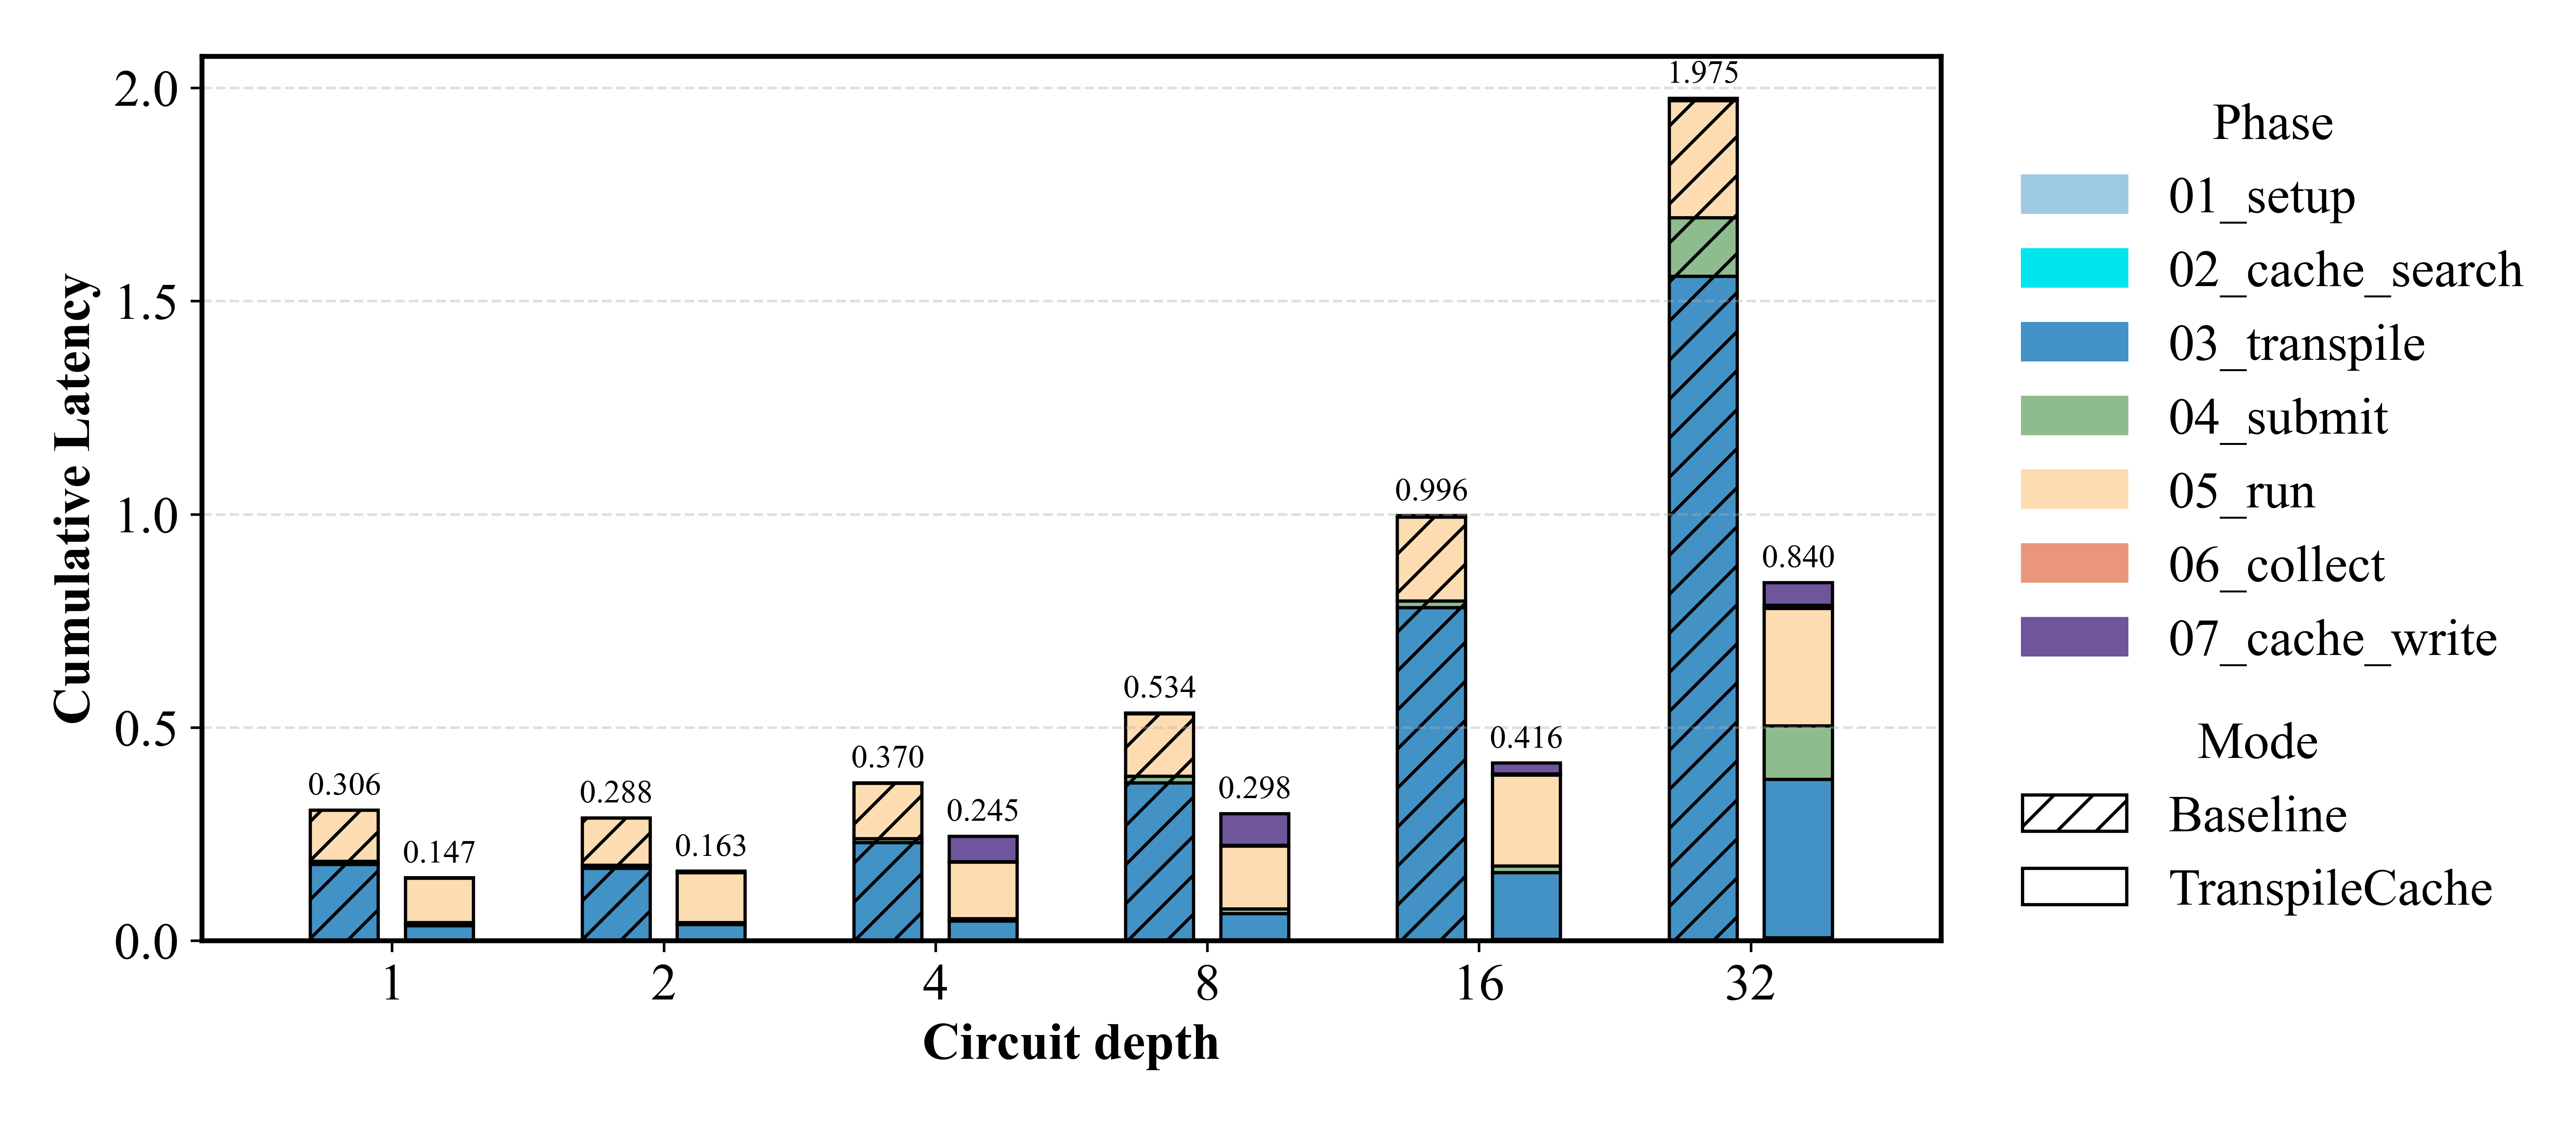 Cumulative Latency
2.0
1.5
1.0
0.5
0.0
0.306
0.147
0.288
0.163
0.370
0.245
0.534
0.298
0.996
0.416
1.975
0.840
1
2
4
8
16
32
Circuit depth
Phase
01_setup
02_cache_search
03_transpile
04_submit
05_run
06_collect
07_cache_write
Mode
Baseline
TranspileCache